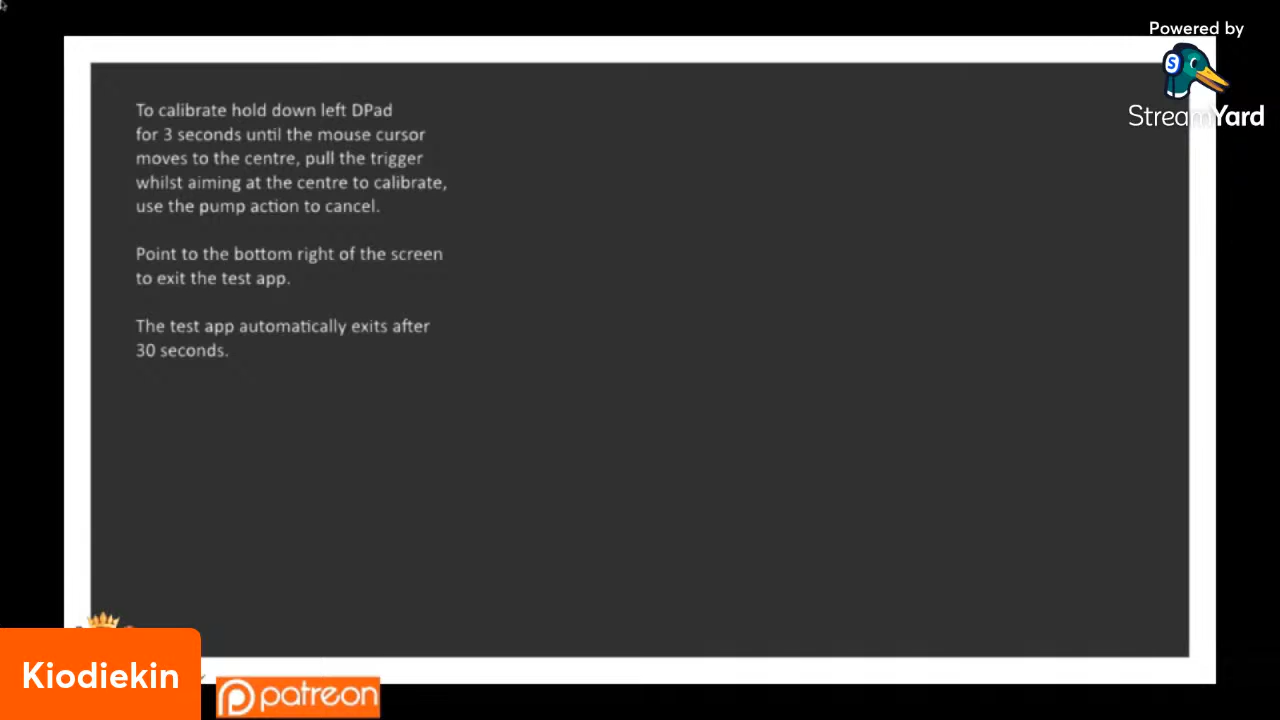 Powered by
StreamYard
To calibrate hold down left DPad
for 3 seconds until the mouse cursor
moves to the centre, pull the trigger
whilst aiming at the centre to calibrate,
use the pump action to cancel.
Point to the bottom right of the screen
to exit the test app.
The test app automatically exits after
30 seconds.
Kiodiekin
patreon